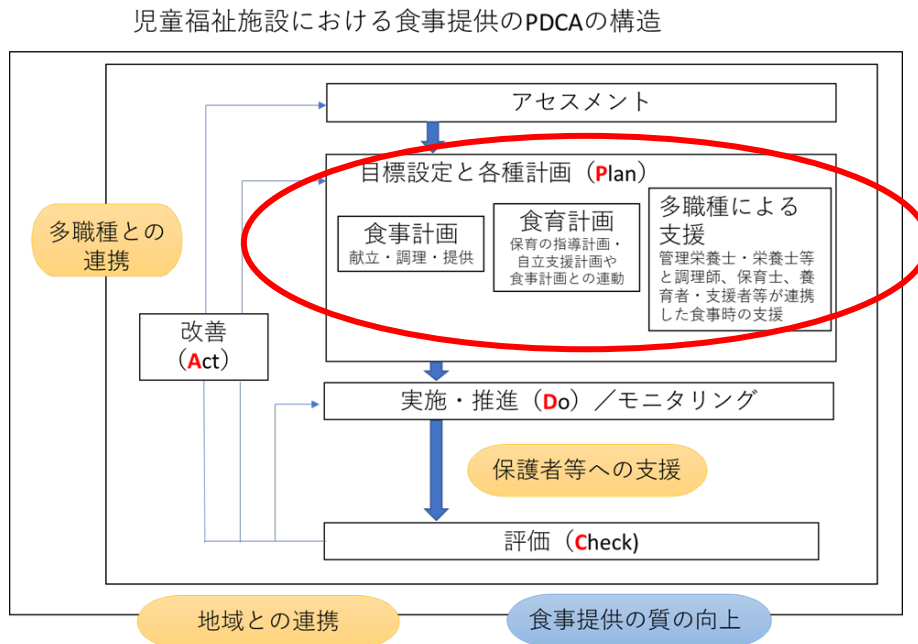 児童福祉施設における食事提供のPDCAの構造
アセスメント
目標設定と各種計画（Plan）
食事計画
献立・調理・提供
食育計画
保育の指導計画・
自立支援計画や
食事計画との連動
多職種による
支援
管理栄養士・栄養士等
と調理師、保育士、養
育者・支援者等が連携
した食事時の支援
多職種との
連携
改善
（Act）
実施・推進（Do）／モニタリング
保護者等への支援
評価（Check)
地域との連携
食事提供の質の向上